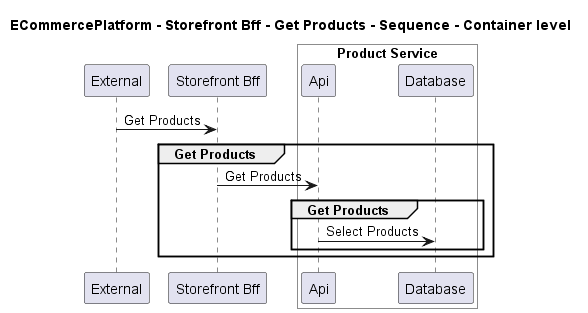 ECommercePlatform - Storefront Bff - Get Products - Sequence - Container level
Product Service
External
Storefront Bff
Api
Database
Get Products
Get Products
Get Products
Get Products
Select Products
External
Storefront Bff
Api
Database